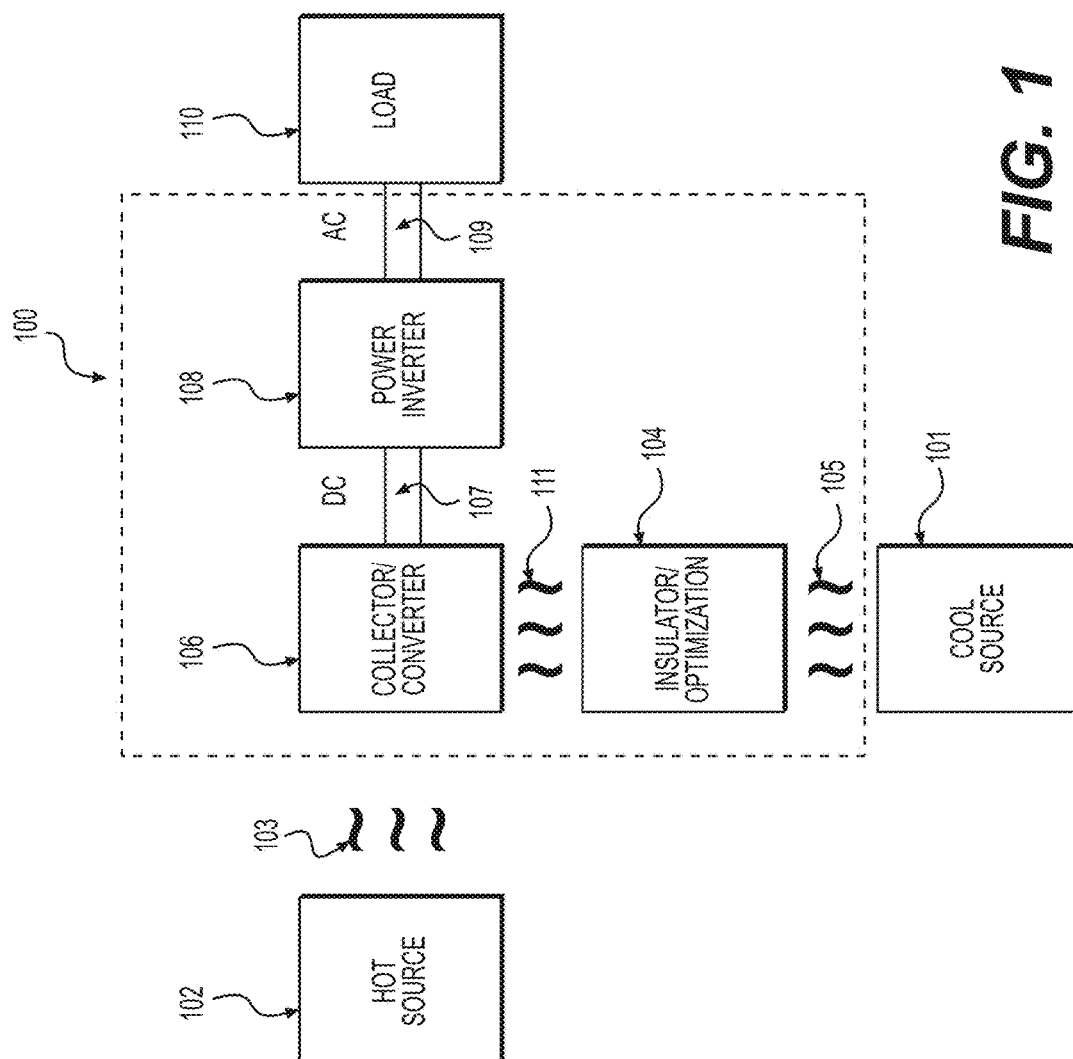 100
102
106
108
110
103
HOT
SOURCE
COLLECTOR/
CONVERTER
DC
107
POWER
INVERTER
AC
109
LOAD
111
104
INSULATOR/
OPTIMIZATION
105
101
COOL
SOURCE
FIG. 1